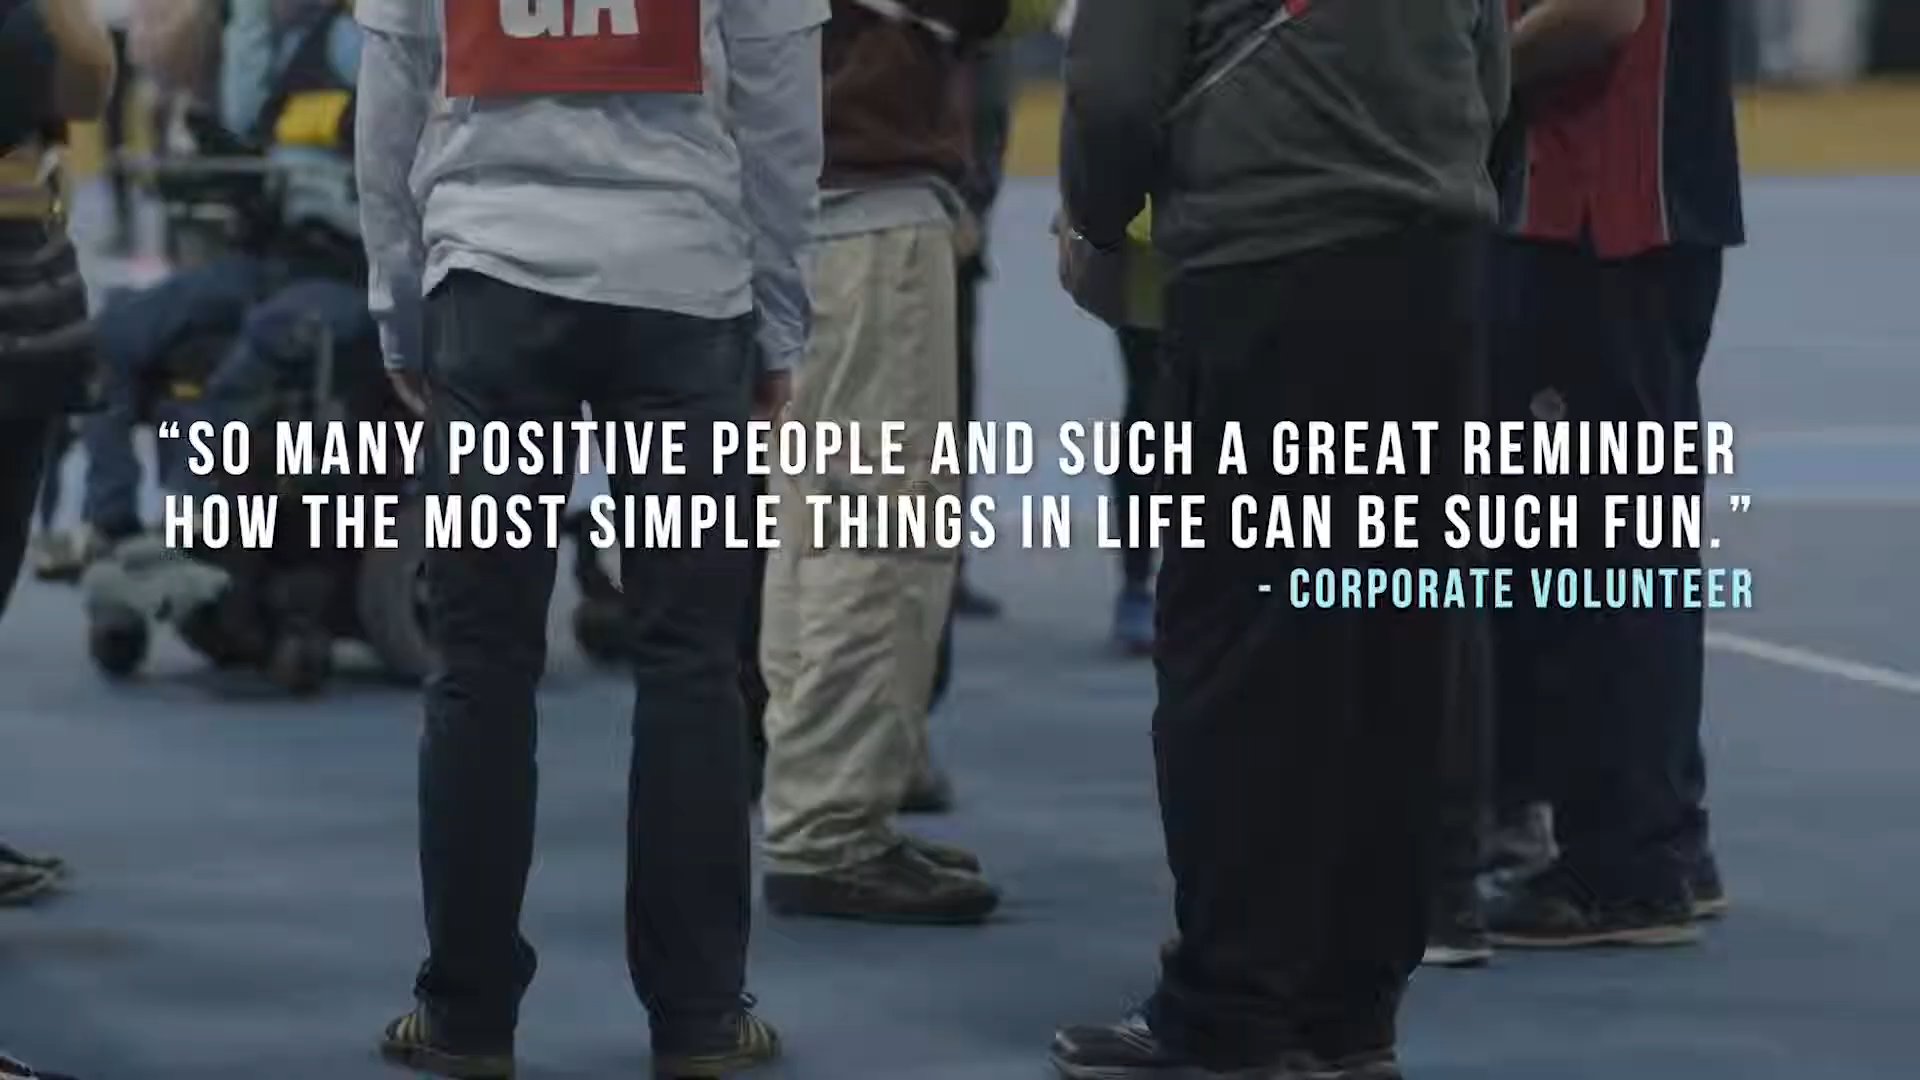 GA
“SO MANY POSITIVE PEOPLE AND SUCH A GREAT REMINDER
HOW THE MOST SIMPLE THINGS IN LIFE CAN BE SUCH FUN.”
- CORPORATE VOLUNTEER